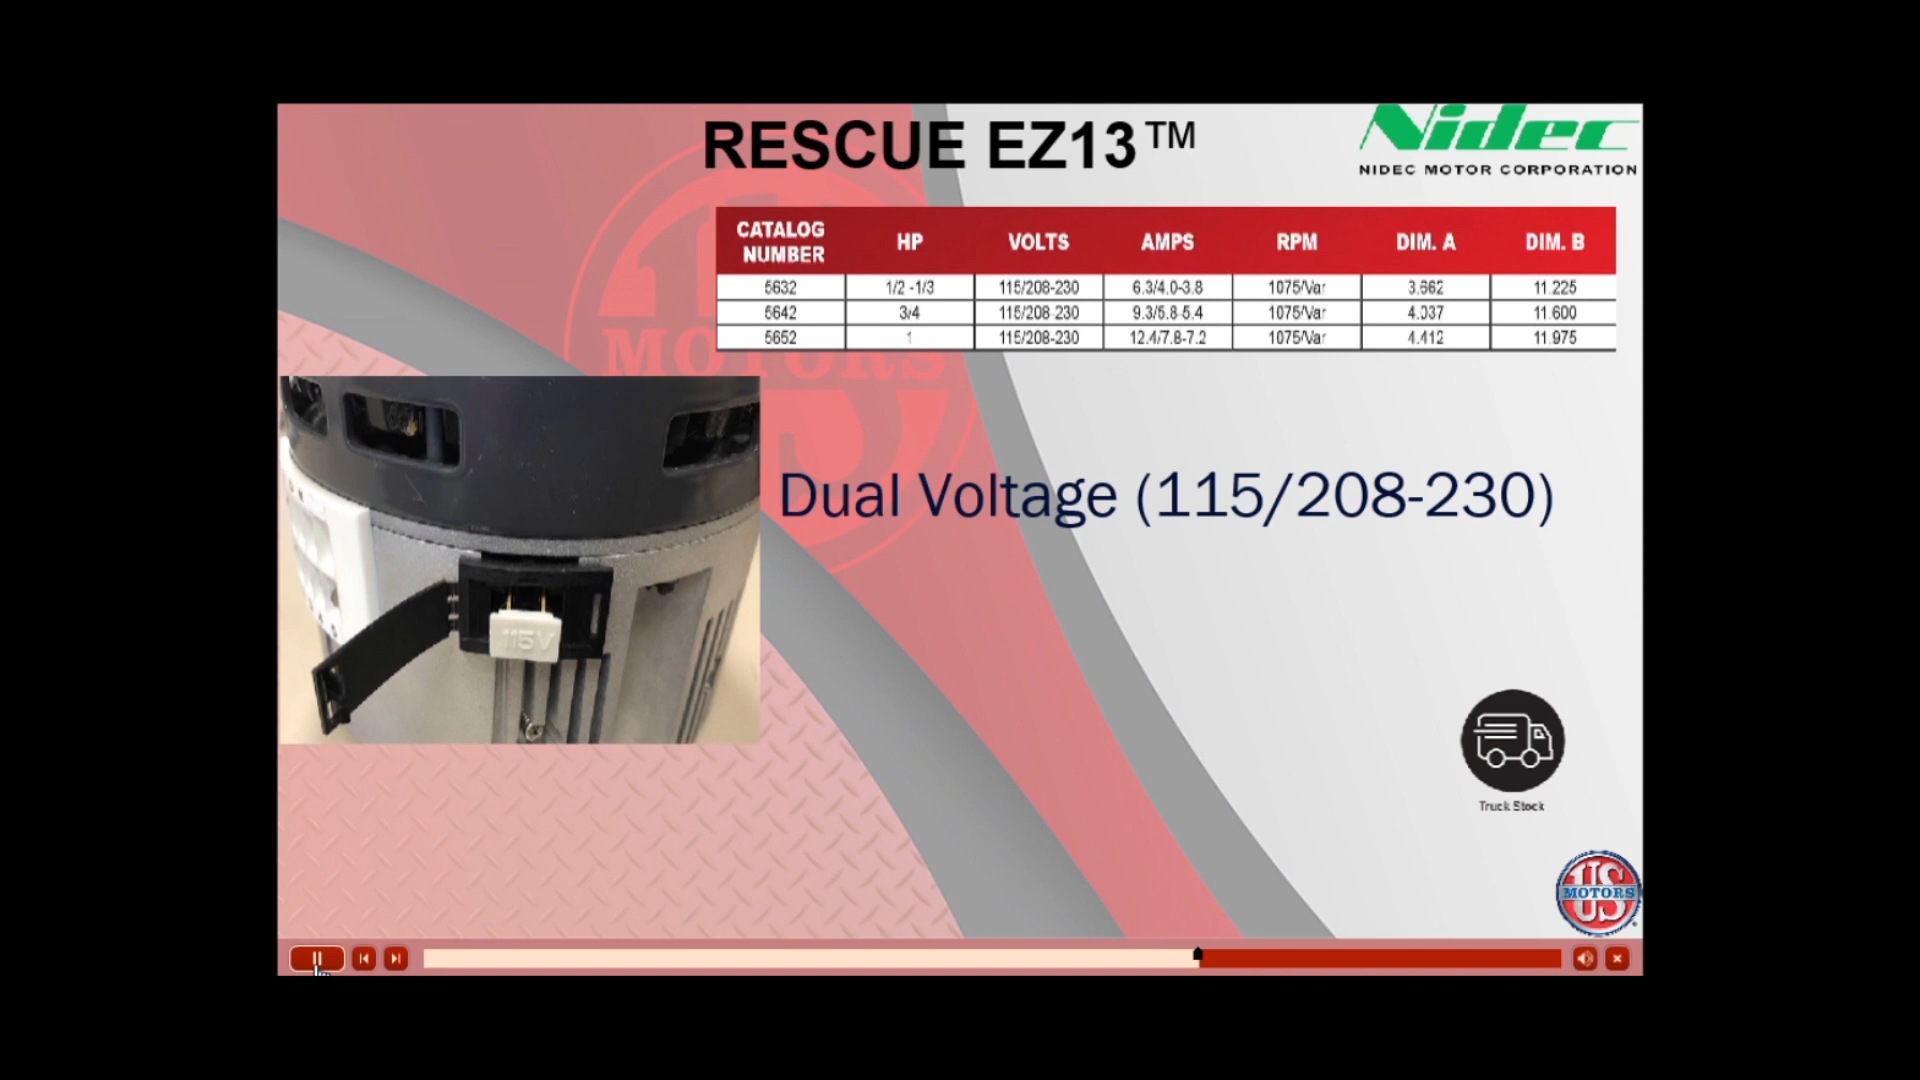 RESCUE EZ13™
Nidec
NIDEC MOTOR CORPORATION
CATALOG NUMBER HP VOLTS AMPS RPM DIM. A DIM. B
5632 1/2 -1/3 115/208-230 6.3/4.0-3.8 1075/Var 3.662 11.225
5642 3/4 115/208-230 9.3/5.8-5.4 1075/Var 4.037 11.600
5652 1 115/208-230 12.4/7.8-7.2 1075/Var 4.412 11.975
Dual Voltage (115/208-230)
115V
Truck Stock
US
MOTORS
US
MOTORS